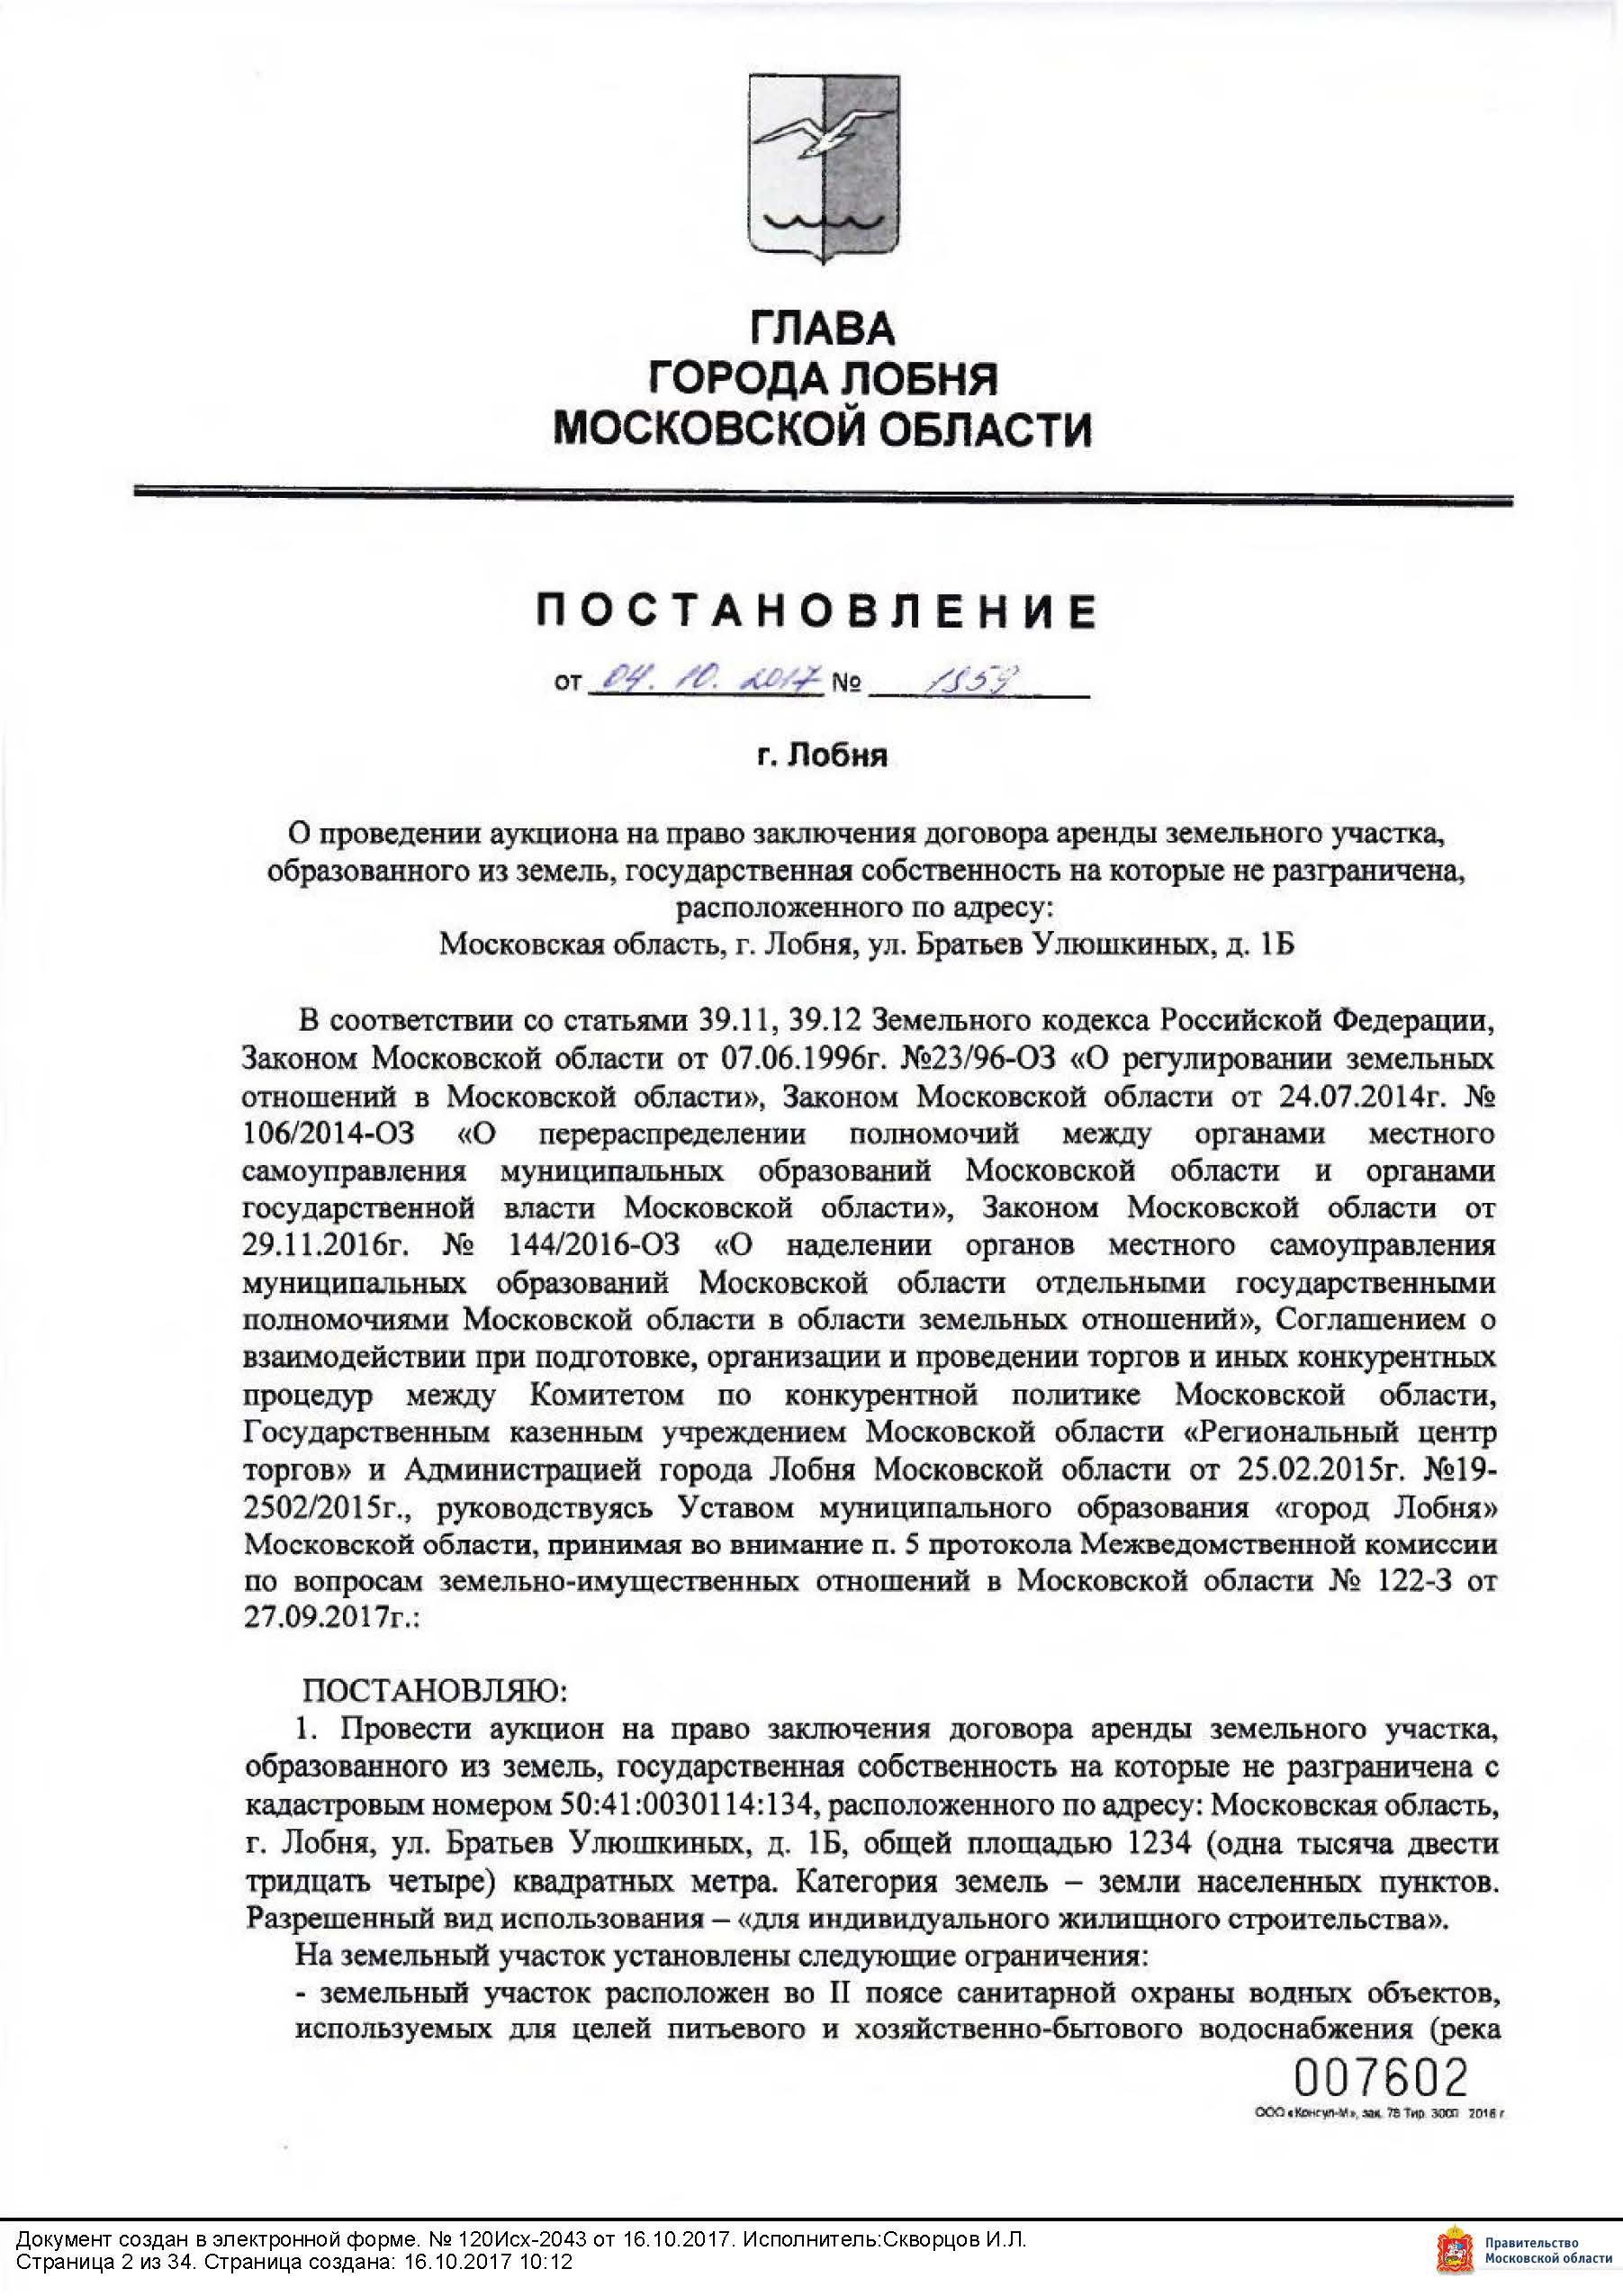 ГЛАВА
ГОРОДА ЛОБНЯ
МОСКОВСКОЙ ОБЛАСТИ
ПОСТАНОВЛЕНИЕ
от 04. 10. 2017 № 1859
г. Лобня
О проведении аукциона на право заключения договора аренды земельного участка,
образованного из земель, государственная собственность на которые не разграничена,
расположенного по адресу:
Московская область, г. Лобня, ул. Братьев Улюшкиных, д. 1Б
В соответствии со статьями 39.11, 39.12 Земельного кодекса Российской Федерации,
Законом Московской области от 07.06.1996г. №23/96-ОЗ «О регулировании земельных
отношений в Московской области», Законом Московской области от 24.07.2014г. №
106/2014-ОЗ «О перераспределении полномочий между органами местного
самоуправления муниципальных образований Московской области и органами
государственной власти Московской области», Законом Московской области от
29.11.2016г. № 144/2016-ОЗ «О наделении органов местного самоуправления
муниципальных образований Московской области отдельными государственными
полномочиями Московской области в области земельных отношений», Соглашением о
взаимодействии при подготовке, организации и проведении торгов и иных конкурентных
процедур между Комитетом по конкурентной политике Московской области,
Государственным казенным учреждением Московской области «Региональный центр
торгов» и Администрацией города Лобня Московской области от 25.02.2015г. №19-
2502/2015г., руководствуясь Уставом муниципального образования «город Лобня»
Московской области, принимая во внимание п. 5 протокола Межведомственной комиссии
по вопросам земельно-имущественных отношений в Московской области № 122-З от
27.09.2017г.:
ПОСТАНОВЛЯЮ:
1. Провести аукцион на право заключения договора аренды земельного участка,
образованного из земель, государственная собственность на которые не разграничена с
кадастровым номером 50:41:0030114:134, расположенного по адресу: Московская область,
г. Лобня, ул. Братьев Улюшкиных, д. 1Б, общей площадью 1234 (одна тысяча двести
тридцать четыре) квадратных метра. Категория земель – земли населенных пунктов.
Разрешенный вид использования – «для индивидуального жилищного строительства».
На земельный участок установлены следующие ограничения:
- земельный участок расположен во II поясе санитарной охраны водных объектов,
используемых для целей питьевого и хозяйственно-бытового водоснабжения (река
007602
ООО «Консул-М», зак. 78 Тир. 3000 2016 г
Документ создан в электронной форме. № 120Исх-2043 от 16.10.2017. Исполнитель:Скворцов И.Л.
Страница 2 из 34. Страница создана: 16.10.2017 10:12
Правительство
Московской области